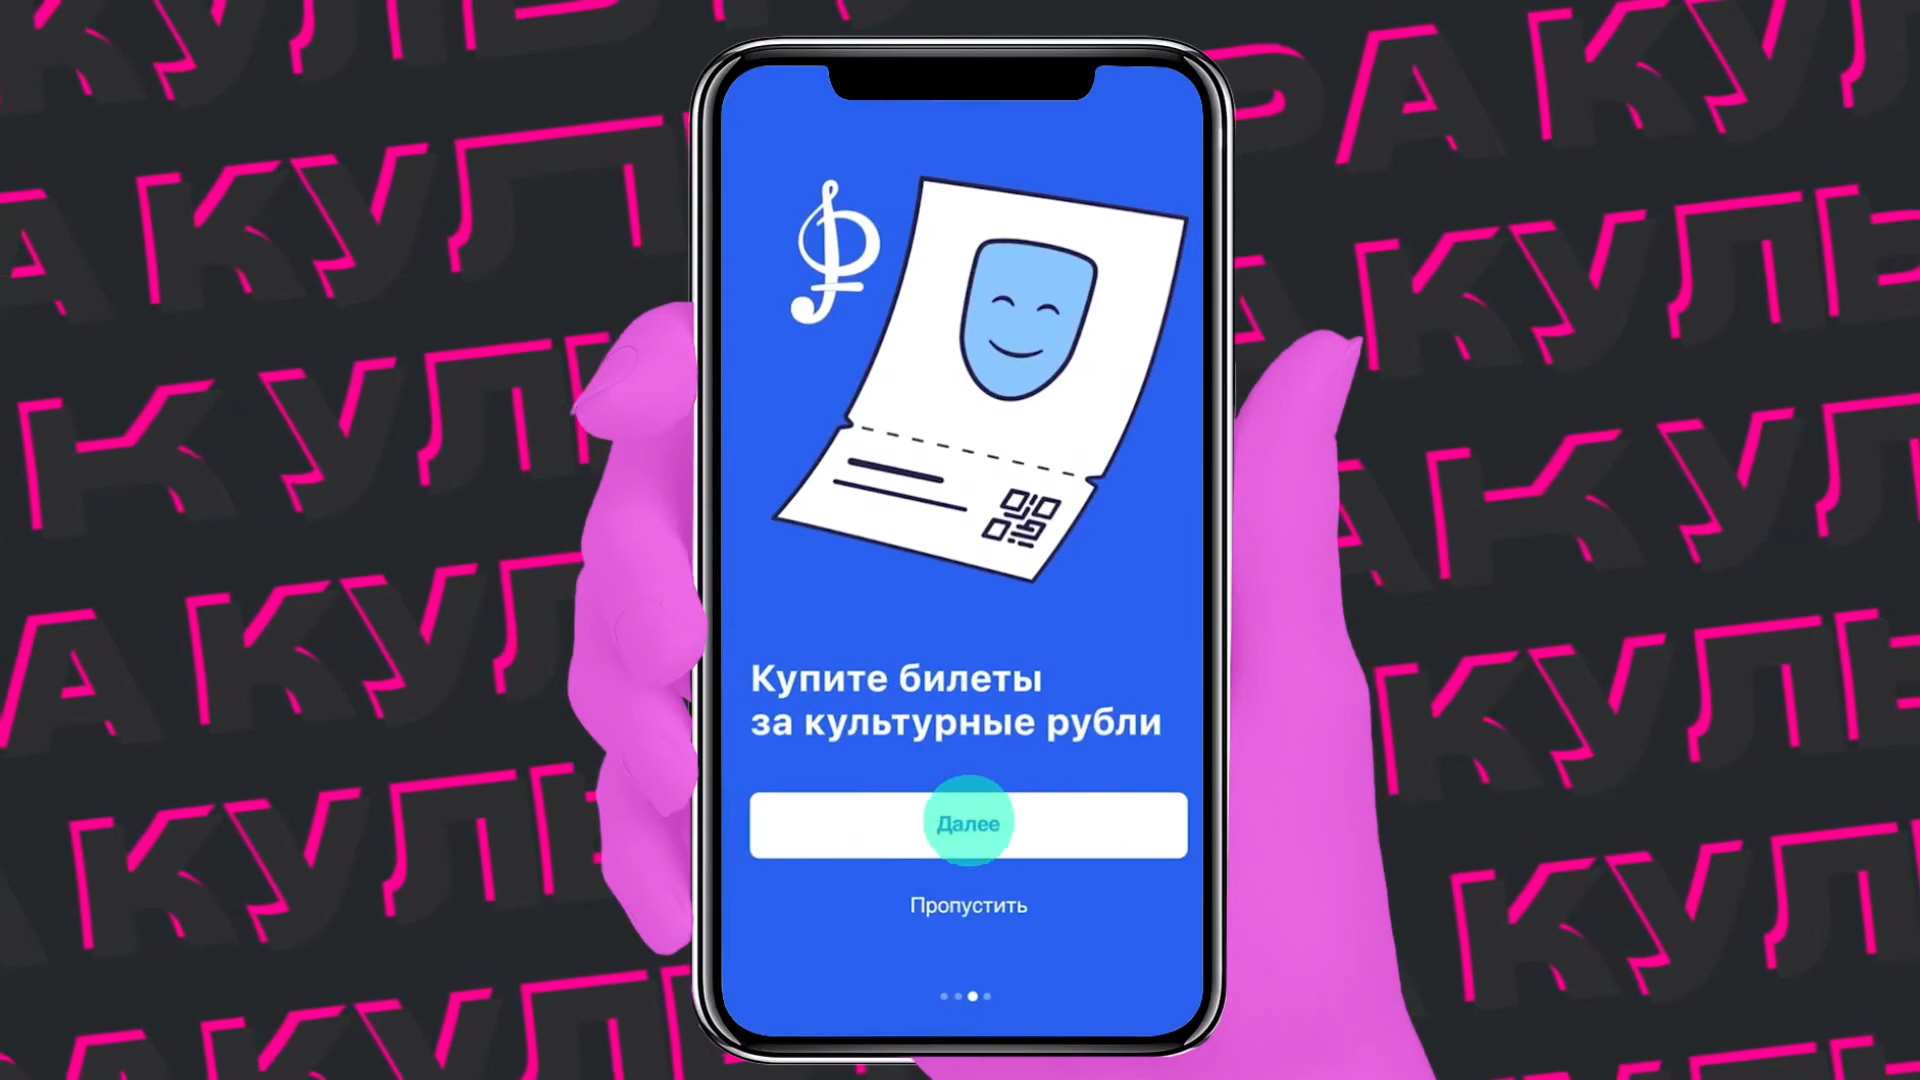 Купите билеты
за культурные рубли
Далее
Пропустить